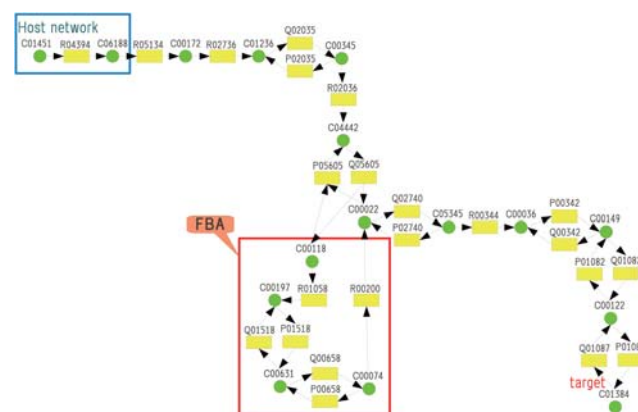 Host network
Q02035
C01451 R04394 C06188 R05134 C00172 R02736 C01236
C00345
P02035
R02036
C04442
P05605 Q05605
C00022 Q02740
P02740
C05345 R00344 C00036
P00342
Q00342
C00149
P01082
FBA
C00118
C00197 R01058
R00200
Q01518 P01518
Q00658
C00631
P00658
C00074
C00122
Q01087
target
C01384